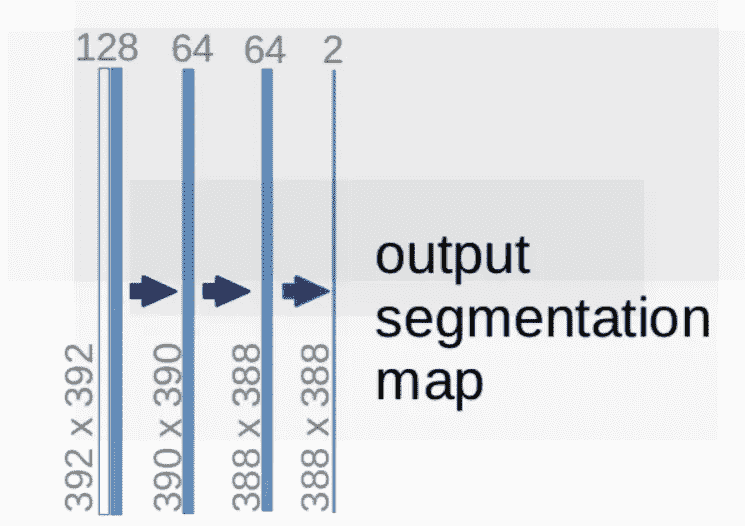 128 64 64 2
392 x 392
390 x 390
388 x 388
388 x 388
output
segmentation
map